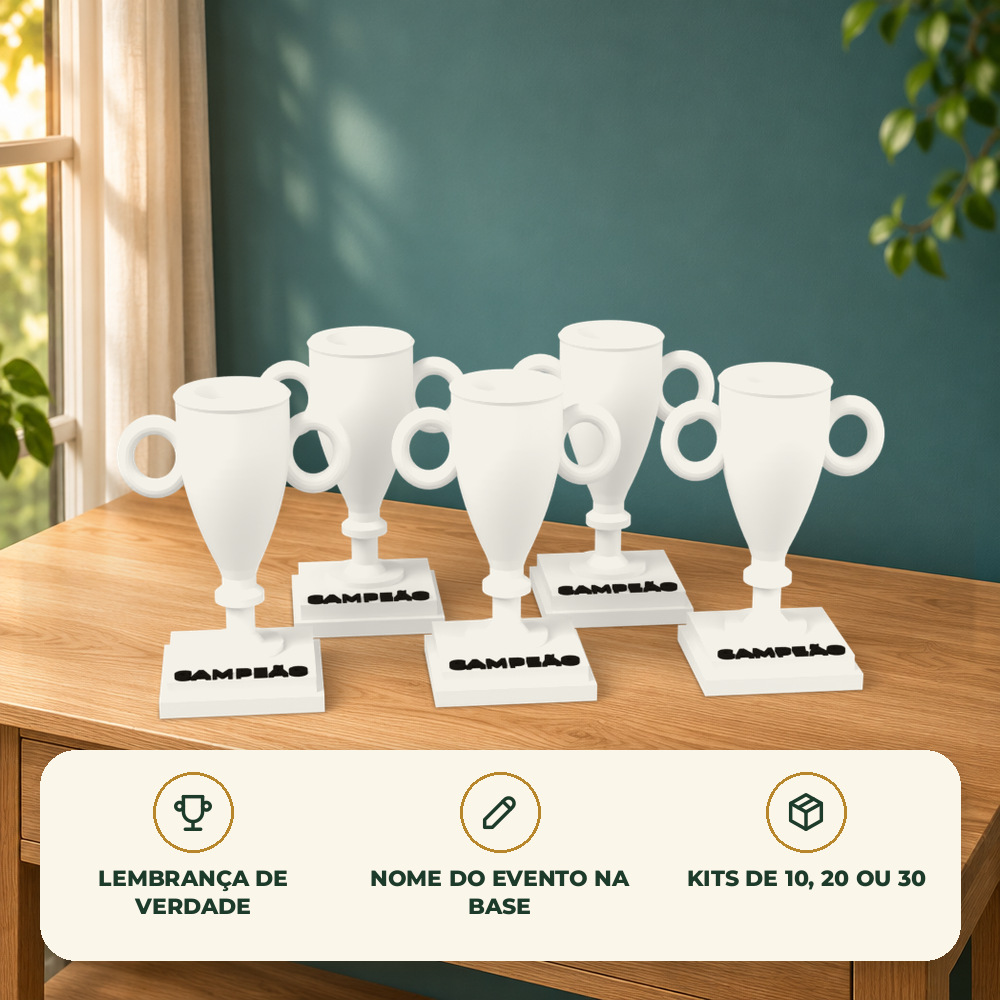 CAMPEÃO
CAMPEÃO
CAMPEÃO
CAMPEÃO
CAMPEÃO
LEMBRANÇA DE
VERDADE
NOME DO EVENTO NA
BASE
KITS DE 10, 20 OU 30